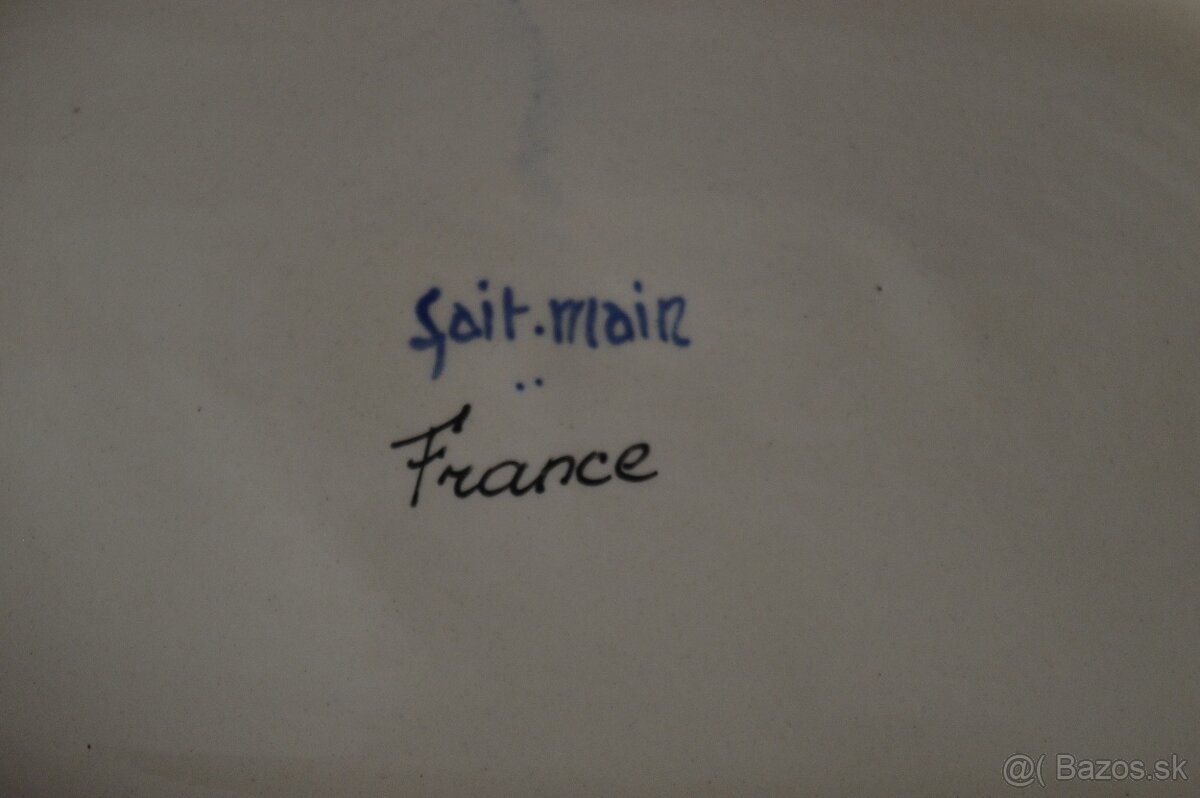 fait.main
..
France
@( Bazos.sk